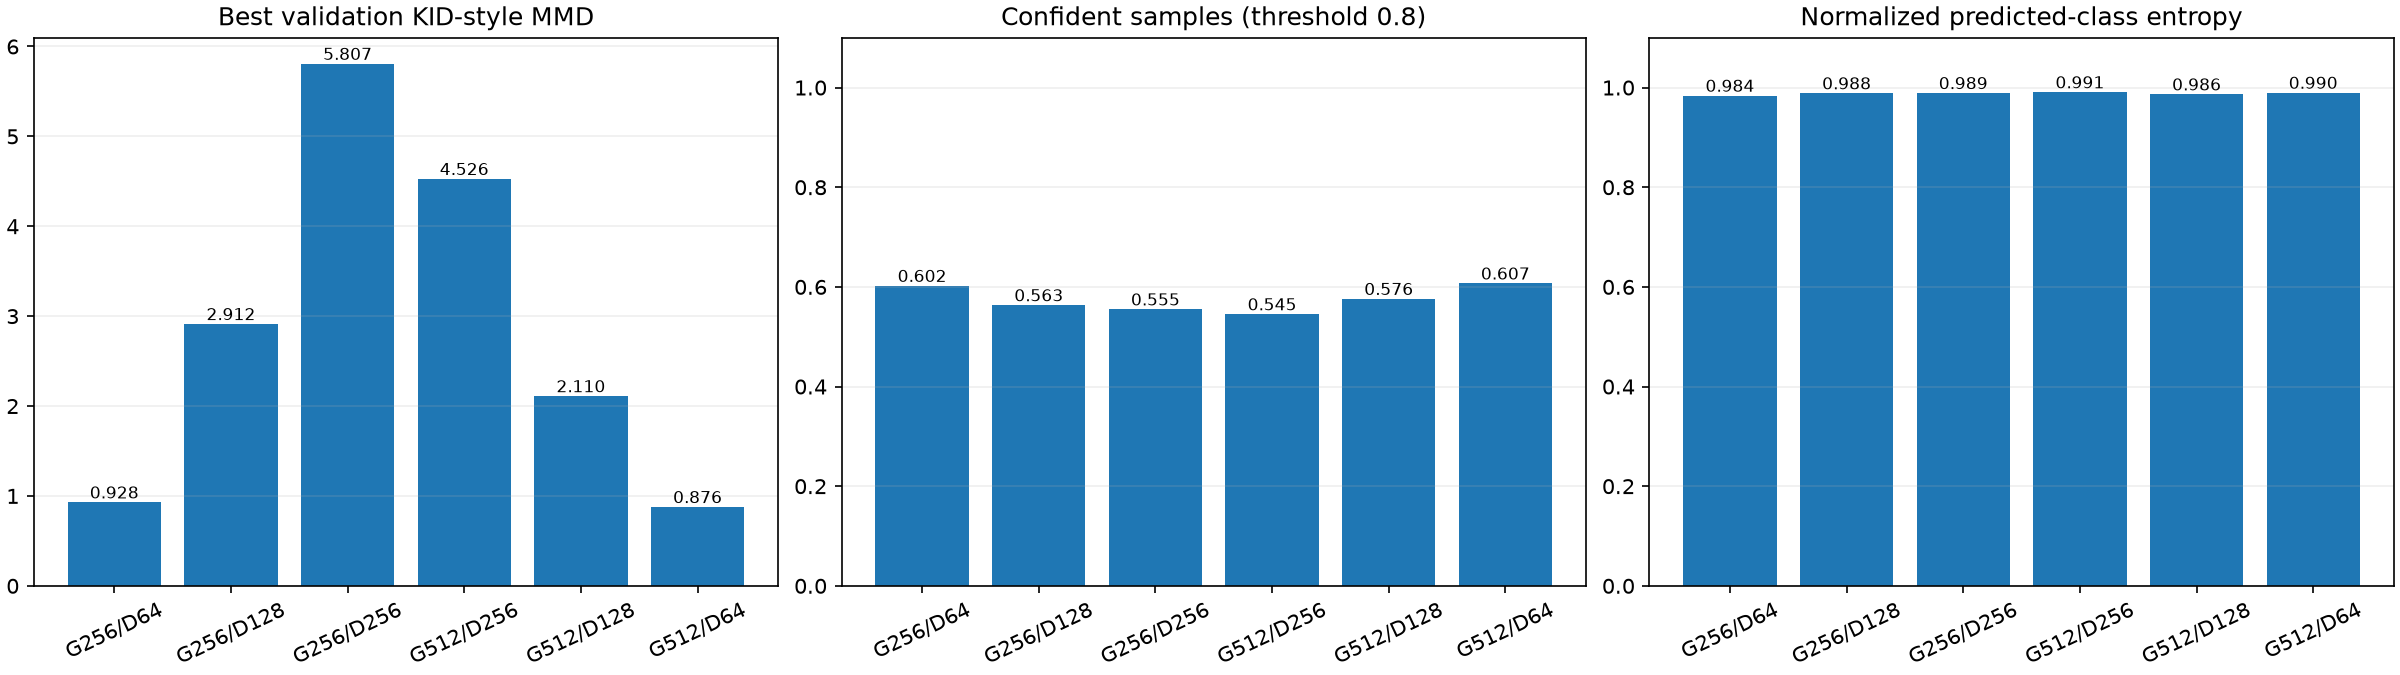 Best validation KID-style MMD
6
5
4
3
2
1
0
0.928
2.912
5.807
4.526
2.110
0.876
G256/D64
G256/D128
G256/D256
G512/D256
G512/D128
G512/D64
Confident samples (threshold 0.8)
1.0
0.8
0.6
0.4
0.2
0.0
0.602
0.563
0.555
0.545
0.576
0.607
G256/D64
G256/D128
G256/D256
G512/D256
G512/D128
G512/D64
Normalized predicted-class entropy
1.0
0.8
0.6
0.4
0.2
0.0
0.984
0.988
0.989
0.991
0.986
0.990
G256/D64
G256/D128
G256/D256
G512/D256
G512/D128
G512/D64